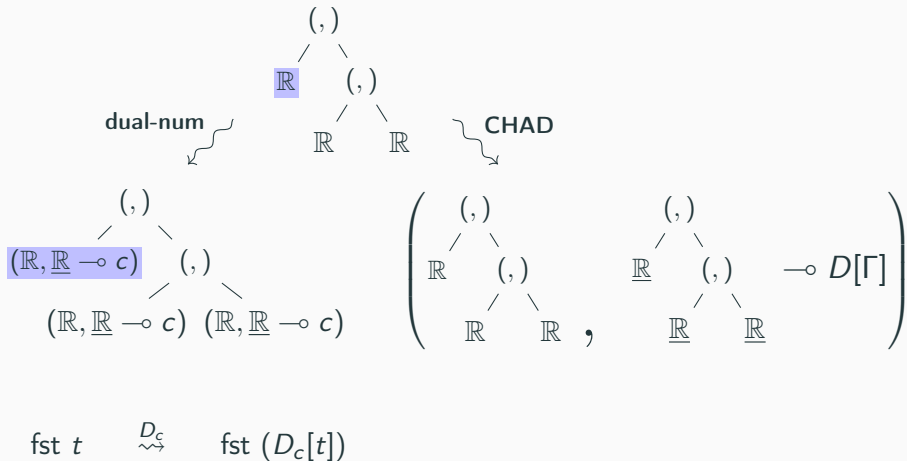 (,)
ℝ (,)
dual-num CHAD
ℝ ℝ
(,) (,) (,)
(ℝ, ℝ̲ ⊸ c) (,) ℝ (,) ℝ̲ (,) ⊸ D[Γ]
(ℝ, ℝ̲ ⊸ c) (ℝ, ℝ̲ ⊸ c) ( ℝ ℝ , ℝ̲ ℝ̲ )
fst t D_c ⇝ fst (D_c[t])